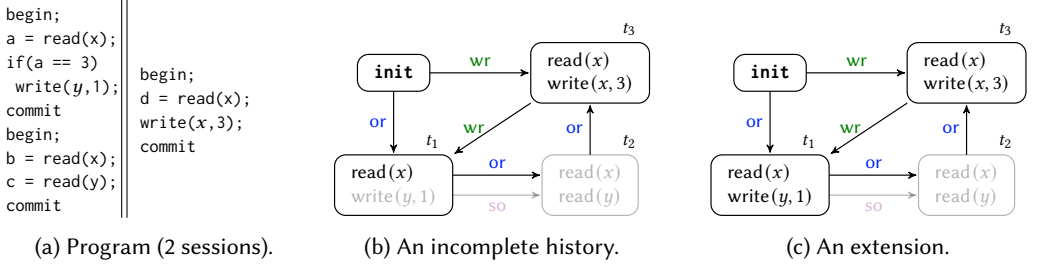 begin;
a = read(x);
if(a == 3)
write(y,1);
commit
begin;
b = read(x);
c = read(y);
commit
begin;
d = read(x);
write(x,3);
commit
(a) Program (2 sessions).
t3
init
wr
read(x)
write(x, 3)
or
wr
or
t1
t2
read(x)
write(y, 1)
or
so
read(x)
read(y)
(b) An incomplete history.
t3
init
wr
read(x)
write(x, 3)
or
wr
or
t1
t2
read(x)
write(y, 1)
or
so
read(x)
read(y)
(c) An extension.